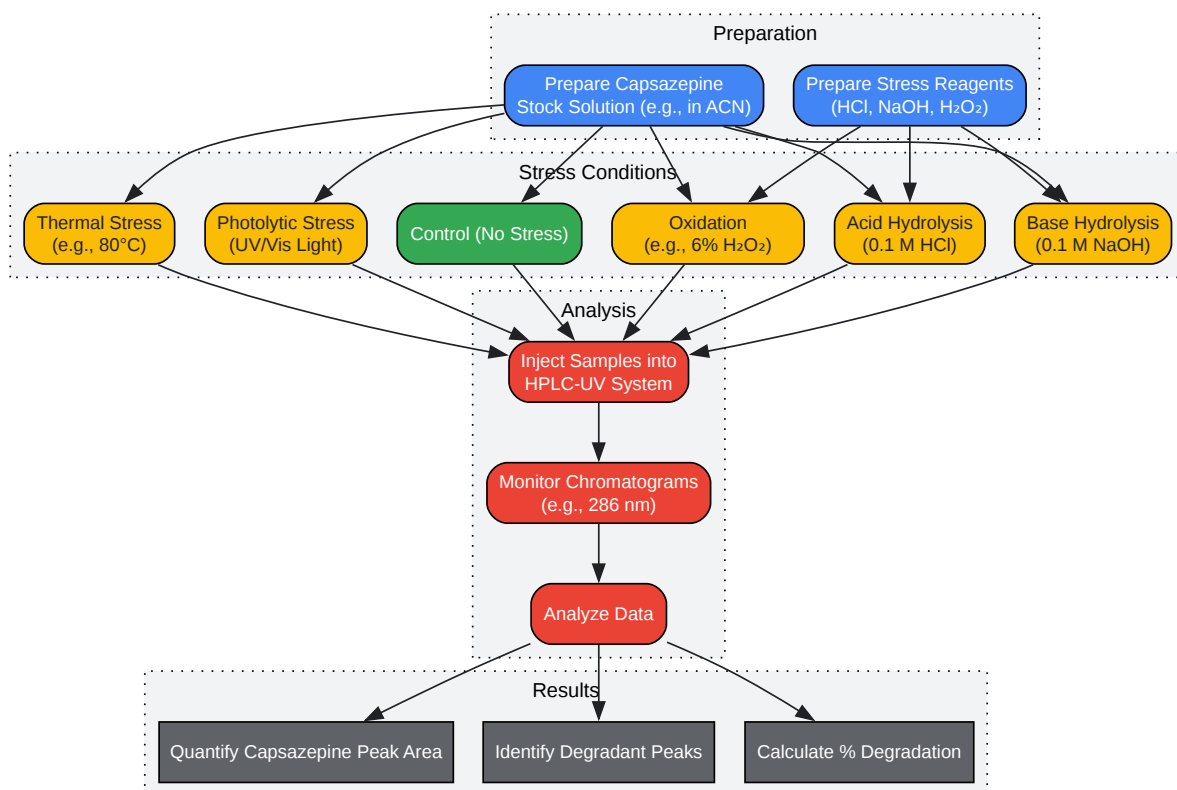 Preparation
Prepare Capsazepine
Stock Solution (e.g., in ACN)
Prepare Stress Reagents
(HCl, NaOH, H₂O₂)
Stress Conditions
Thermal Stress
(e.g., 80°C)
Photolytic Stress
(UV/Vis Light)
Control (No Stress)
Oxidation
(e.g., 6% H₂O₂)
Acid Hydrolysis
(0.1 M HCl)
Base Hydrolysis
(0.1 M NaOH)
Analysis
Inject Samples into
HPLC-UV System
Monitor Chromatograms
(e.g., 286 nm)
Analyze Data
Results
Quantify Capsazepine Peak Area
Identify Degradant Peaks
Calculate % Degradation